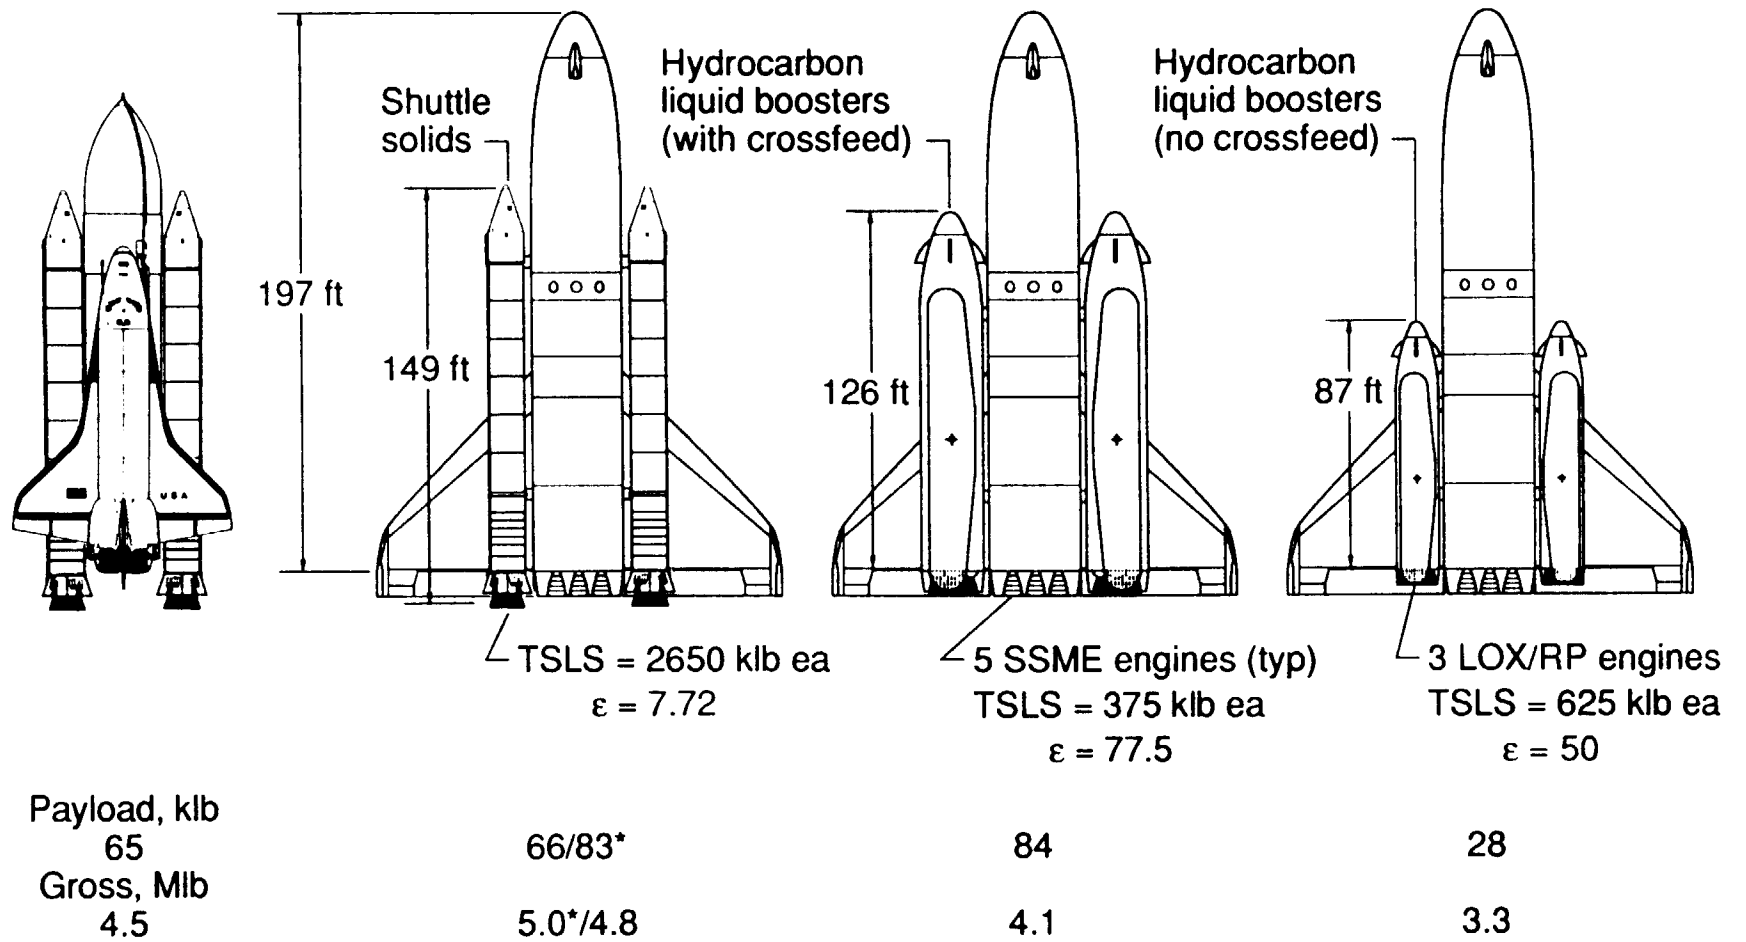 Shuttle
solids
Hydrocarbon
liquid boosters
(with crossfeed)
Hydrocarbon
liquid boosters
(no crossfeed)
197 ft
149 ft
126 ft
87 ft
USA
TSLS = 2650 klb ea
ε = 7.72
5 SSME engines (typ)
TSLS = 375 klb ea
ε = 77.5
3 LOX/RP engines
TSLS = 625 klb ea
ε = 50
Payload, klb
65 66/83* 84 28
Gross, Mlb
4.5 5.0*/4.8 4.1 3.3